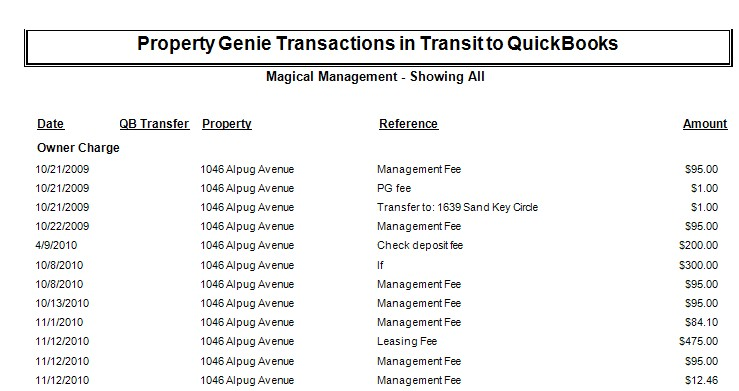 Property Genie Transactions in Transit to QuickBooks
Magical Management - Showing All
Date QB Transfer Property Reference Amount
Owner Charge
10/21/2009 1046 Alpug Avenue Management Fee $95.00
10/21/2009 1046 Alpug Avenue PG fee $1.00
10/21/2009 1046 Alpug Avenue Transfer to: 1639 Sand Key Circle $1.00
10/22/2009 1046 Alpug Avenue Management Fee $95.00
4/9/2010 1046 Alpug Avenue Check deposit fee $200.00
10/8/2010 1046 Alpug Avenue lf $300.00
10/8/2010 1046 Alpug Avenue Management Fee $95.00
10/13/2010 1046 Alpug Avenue Management Fee $95.00
11/1/2010 1046 Alpug Avenue Management Fee $84.10
11/12/2010 1046 Alpug Avenue Leasing Fee $475.00
11/12/2010 1046 Alpug Avenue Management Fee $95.00
11/12/2010 1046 Alpug Avenue Management Fee $12.46